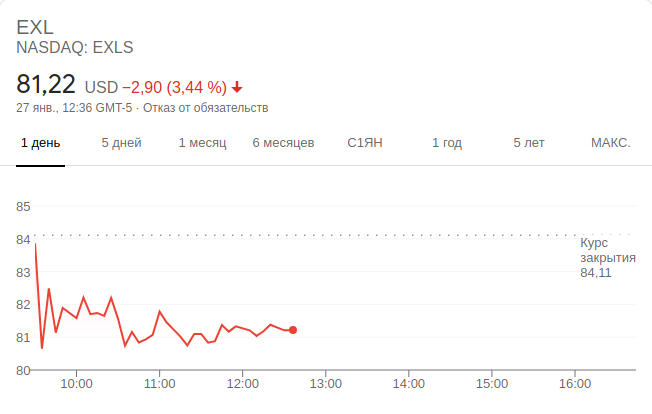 EXL
NASDAQ: EXLS
81,22 USD −2,90 (3,44 %)
27 янв., 12:36 GMT-5 · Отказ от обязательств
1 день 5 дней 1 месяц 6 месяцев С1ЯН 1 год 5 лет МАКС.
85
84
83
82
81
80
Курс
закрытия
84,11
10:00 11:00 12:00 13:00 14:00 15:00 16:00